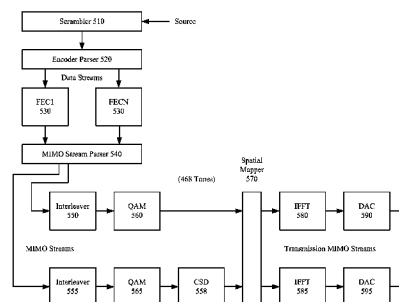 Scrambler 510
Source
Encoder Parser 520
Data Streams
FEC1
530
FECN
530
MIMO Stream Parser 540
Spatial
Mapper
570
(468 Tones)
Interleaver
550
QAM
560
IFFT
580
DAC
590
MIMO Streams
Transmission MIMO Streams
Interleaver
555
QAM
565
CSD
558
IFFT
585
DAC
595